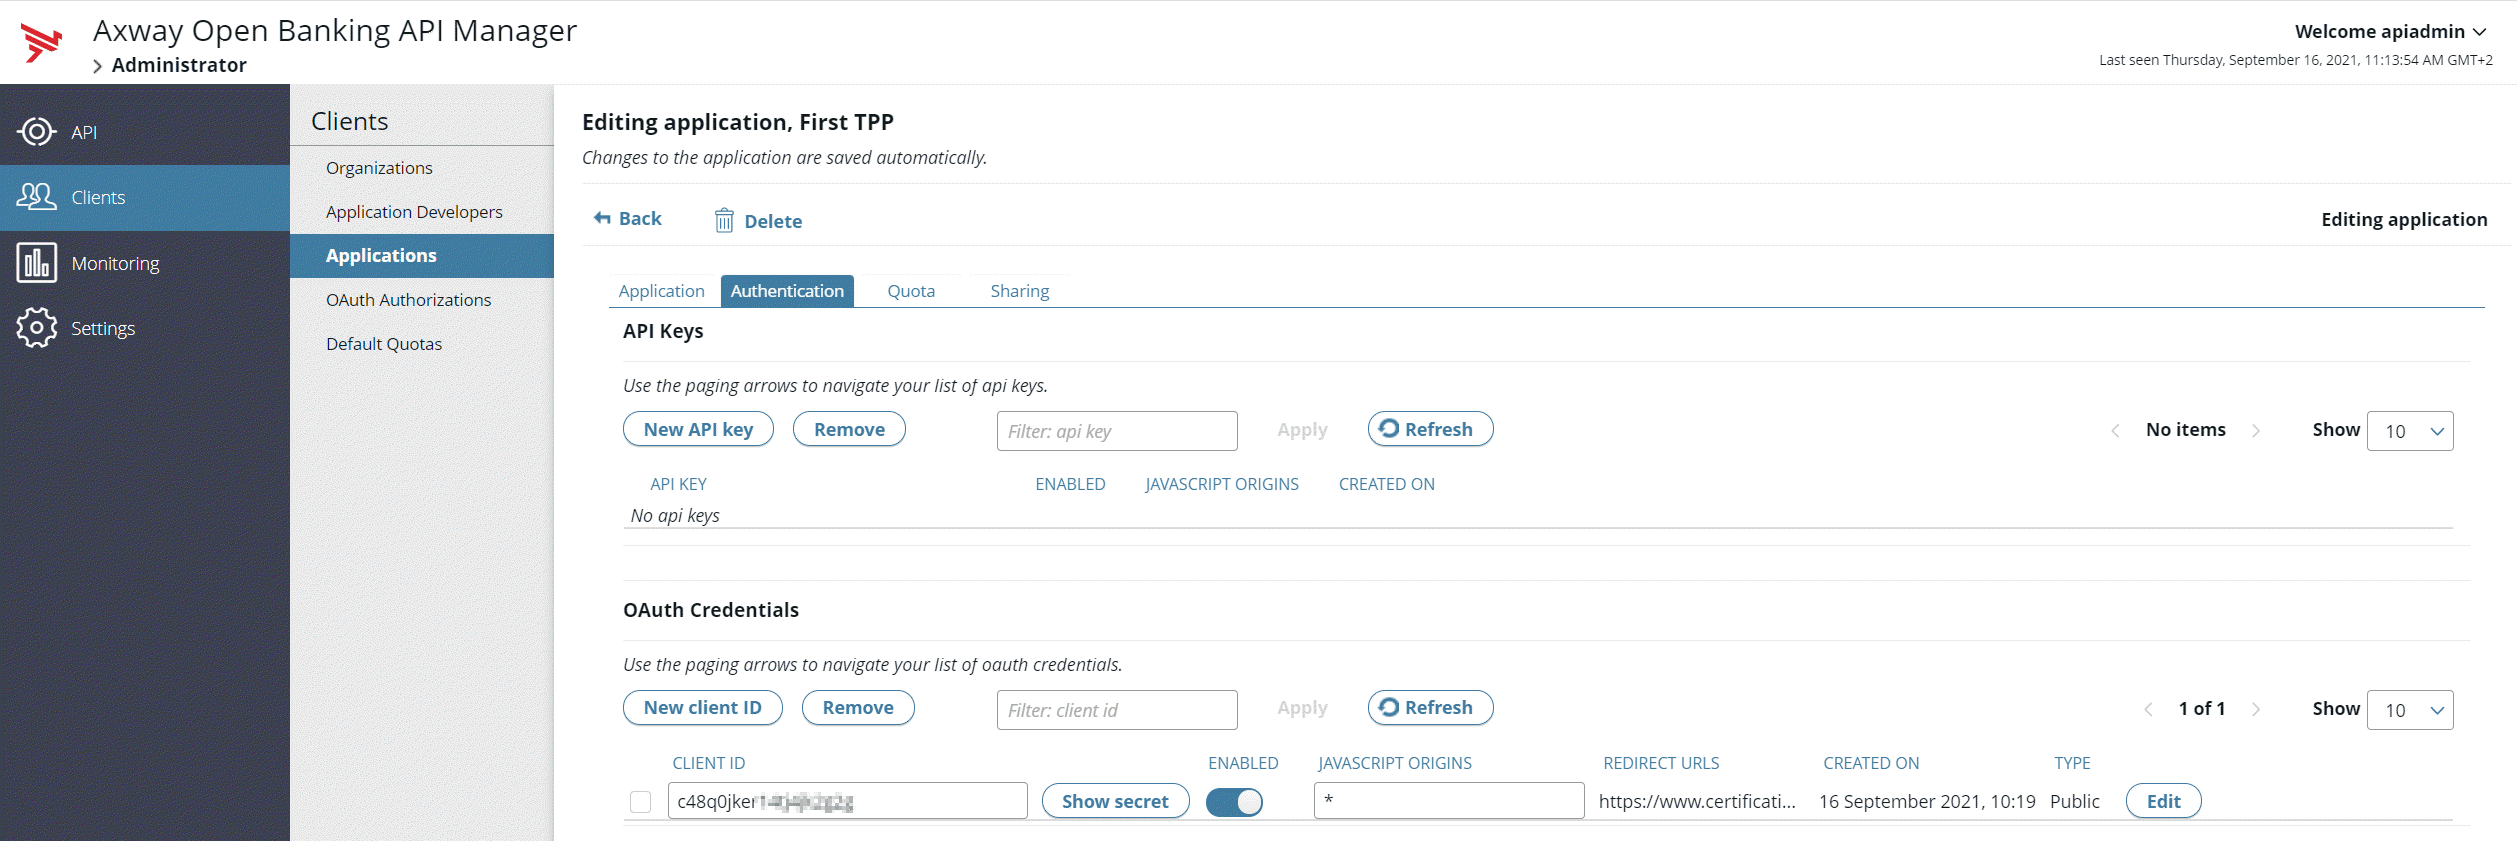 Axway Open Banking API Manager
Administrator
Welcome apiadmin
Last seen Thursday, September 16, 2021, 11:13:54 AM GMT+2
API
Clients
Monitoring
Settings
Clients
Organizations
Application Developers
Applications
OAuth Authorizations
Default Quotas
Editing application, First TPP
Changes to the application are saved automatically.
Back Delete Editing application
Application Authentication Quota Sharing
API Keys
Use the paging arrows to navigate your list of api keys.
New API key Remove Filter: api key Apply Refresh No items Show 10
API KEY ENABLED JAVASCRIPT ORIGINS CREATED ON
No api keys
OAuth Credentials
Use the paging arrows to navigate your list of oauth credentials.
New client ID Remove Filter: client id Apply Refresh 1 of 1 Show 10
CLIENT ID ENABLED JAVASCRIPT ORIGINS REDIRECT URLS CREATED ON TYPE
Show secret * https://www.certificati... 16 September 2021, 10:19 Public Edit